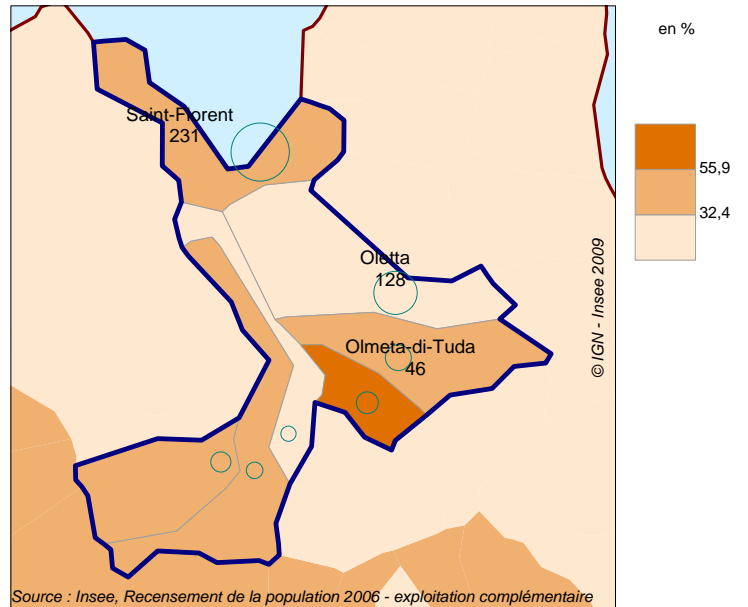 en %
55,9
32,4
Saint-Florent
231
Oletta
128
Olmeta-di-Tuda
46
© IGN - Insee 2009
Source : Insee, Recensement de la population 2006 - exploitation complémentaire